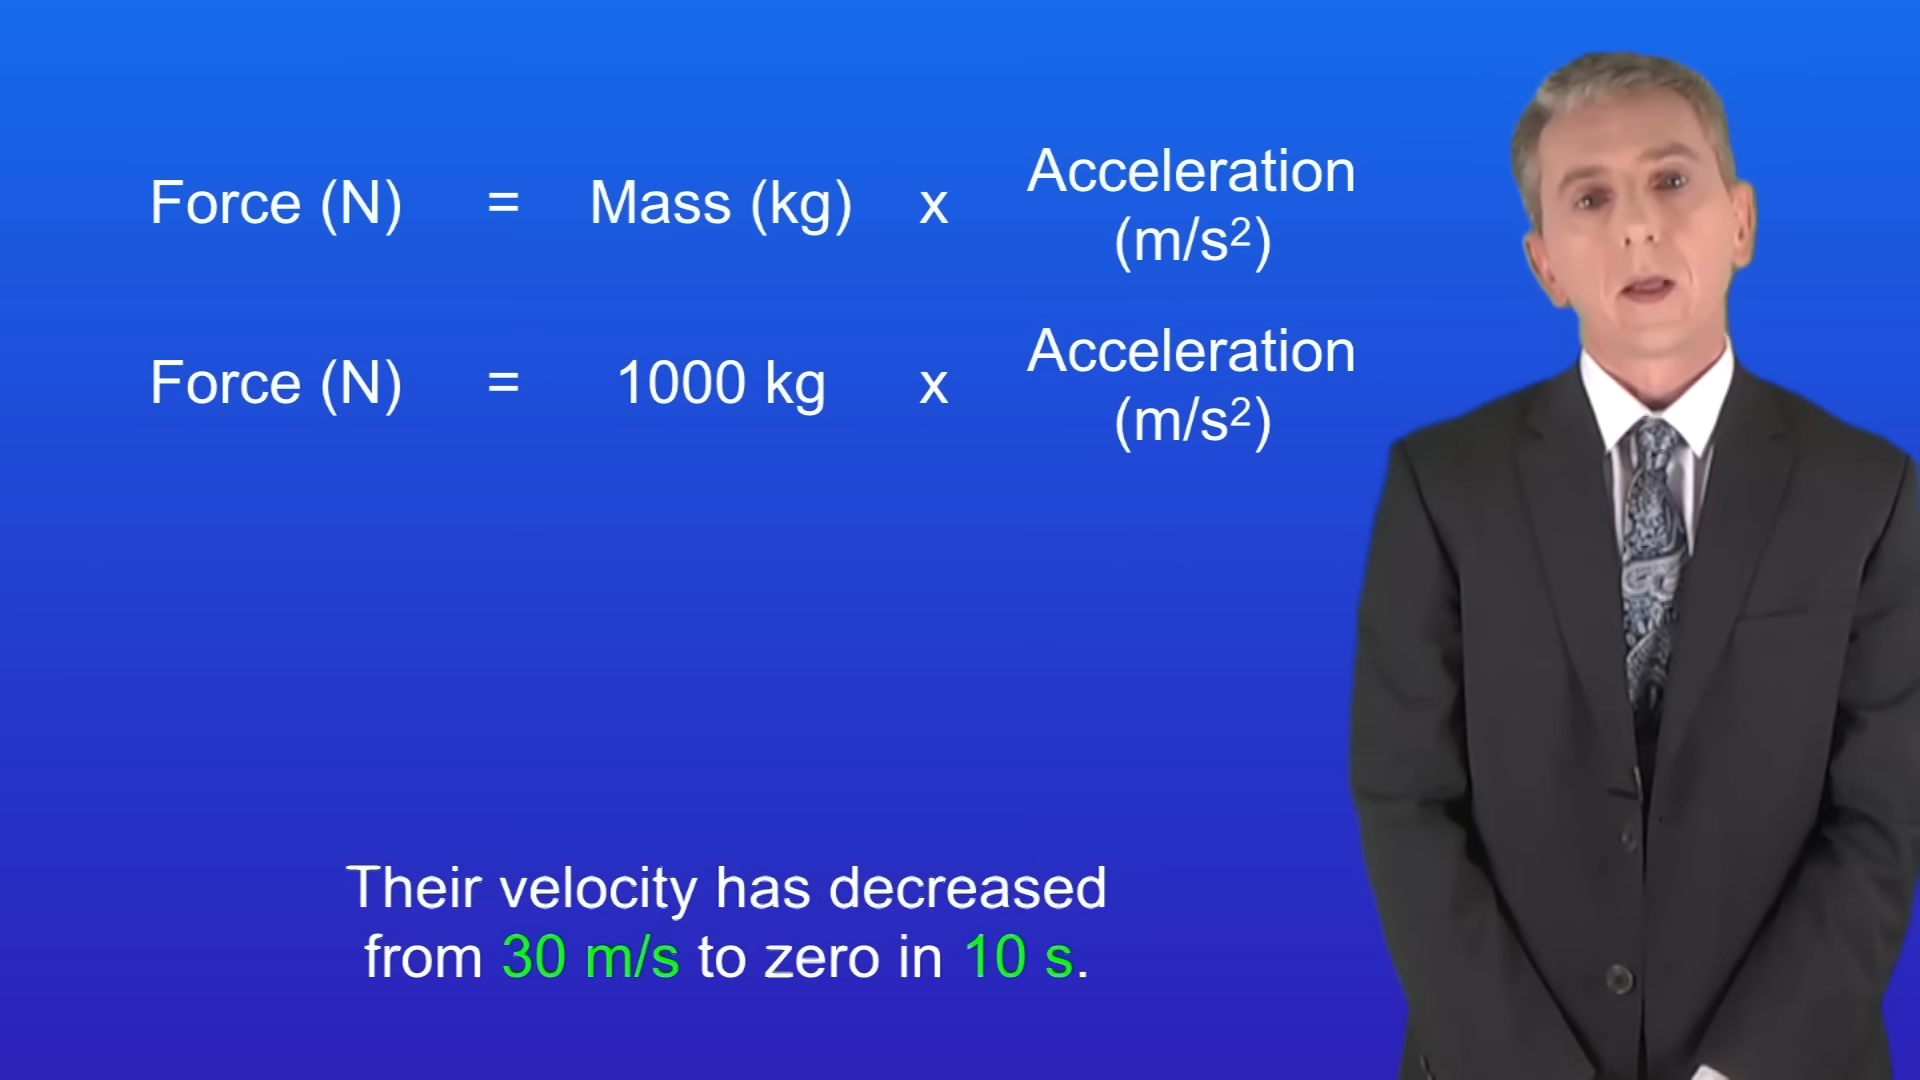 Force (N) = Mass (kg) x Acceleration (m/s²)
Force (N) = 1000 kg x Acceleration (m/s²)
Their velocity has decreased
from 30 m/s to zero in 10 s.